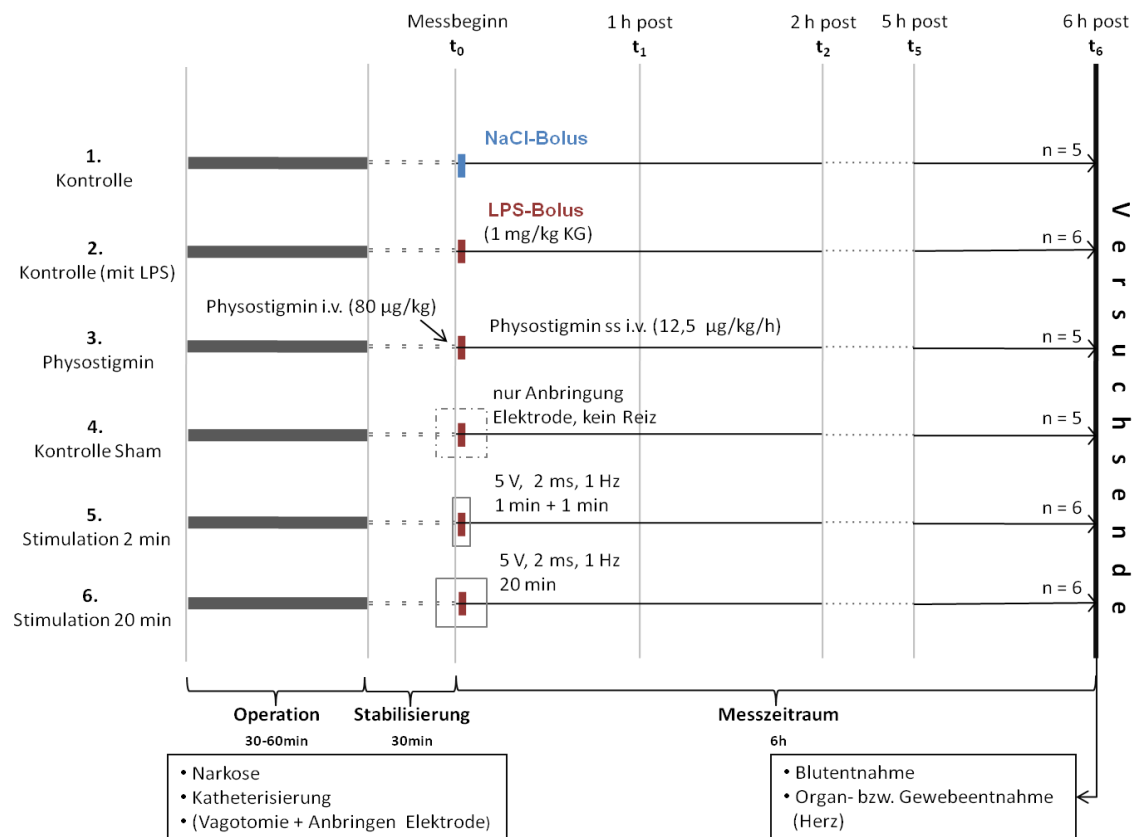 Messbeginn
t0
1 h post
t1
2 h post
t2
5 h post
t5
6 h post
t6
1.
Kontrolle
NaCl-Bolus
n = 5
2.
Kontrolle (mit LPS)
LPS-Bolus
(1 mg/kg KG)
n = 6
3.
Physostigmin
Physostigmin i.v. (80 µg/kg)
Physostigmin ss i.v. (12,5 µg/kg/h)
n = 5
4.
Kontrolle Sham
nur Anbringung
Elektrode, kein Reiz
n = 5
5.
Stimulation 2 min
5 V, 2 ms, 1 Hz
1 min + 1 min
n = 6
6.
Stimulation 20 min
5 V, 2 ms, 1 Hz
20 min
n = 6
Versuchsende
Operation
30-60min
Stabilisierung
30min
Messzeitraum
6h
• Narkose
• Katheterisierung
• (Vagotomie + Anbringen Elektrode)
• Blutentnahme
• Organ- bzw. Gewebeentnahme
(Herz)